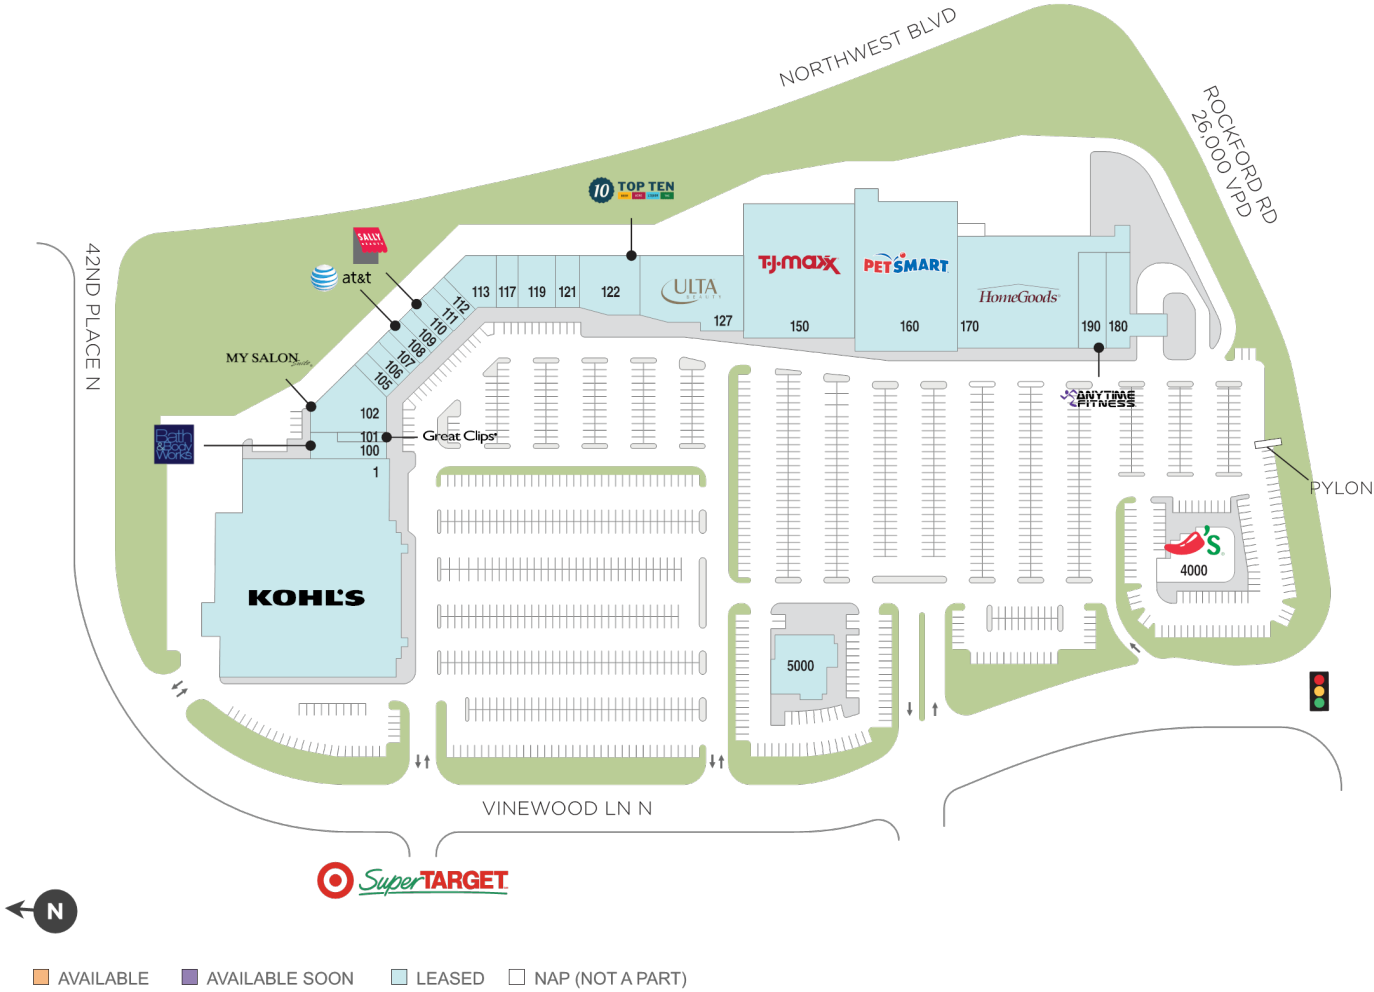 NORTHWEST BLVD
ROCKFORD RD
26,000 VPD
10 TOP TEN
SALLY
at&t
42ND PLACE N
113
117
119
121
122
ULTA
BEAUTY
127
T·J·maxx
150
PETSMART
160
HomeGoods
170
190
180
112
111
110
109
108
107
106
105
MY SALON
Suite
102
ANYTIME
FITNESS
Bath
&Body
Works
101
Great Clips
100
1
PYLON
KOHL'S
'S
4000
5000
VINEWOOD LN N
SuperTARGET
N
AVAILABLE
AVAILABLE SOON
LEASED
NAP (NOT A PART)